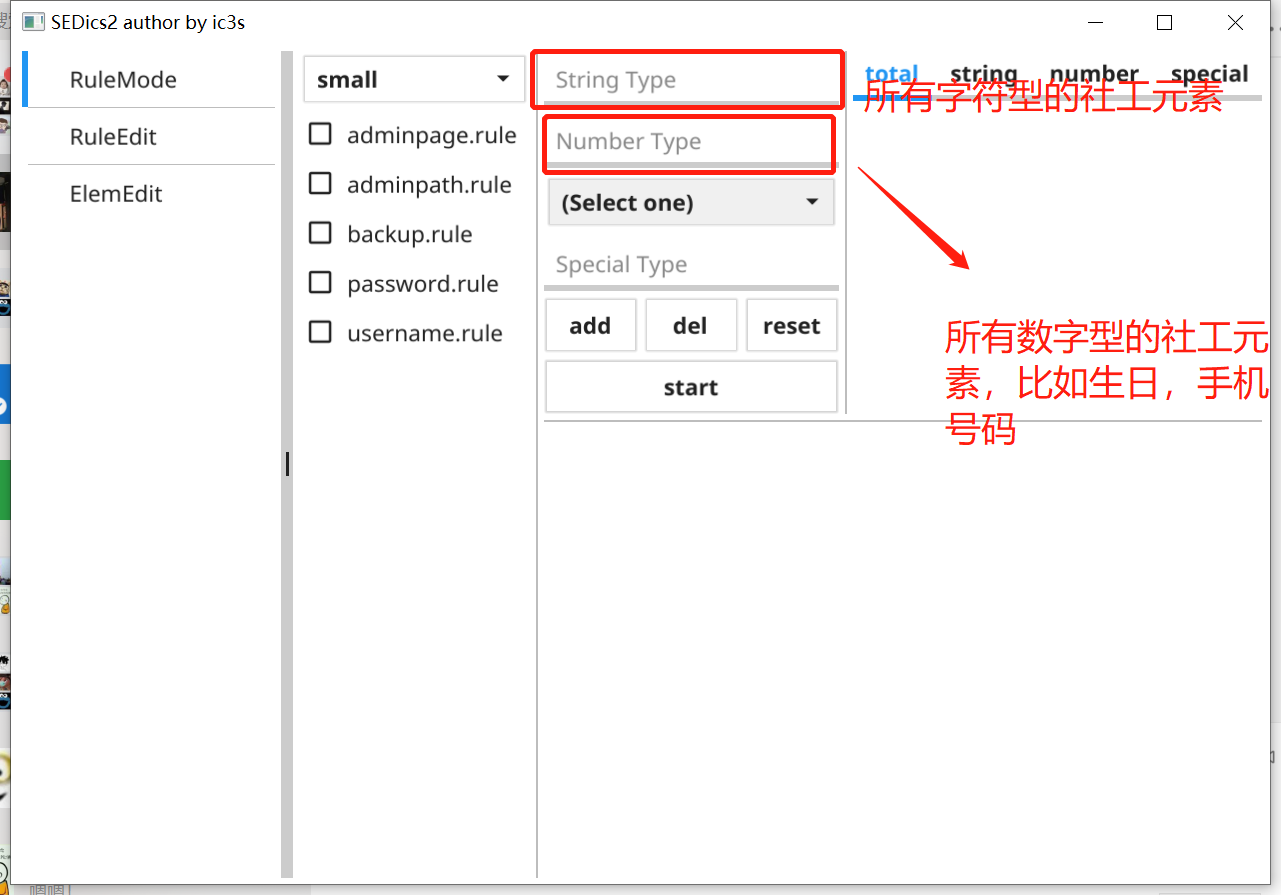 SEDics2 author by ic3s
RuleMode
RuleEdit
ElemEdit
small
adminpage.rule
adminpath.rule
backup.rule
password.rule
username.rule
String Type
Number Type
(Select one)
Special Type
add del reset
start
total string number special
所有字符型的社工元素
所有数字型的社工元
素，比如生日，手机
号码